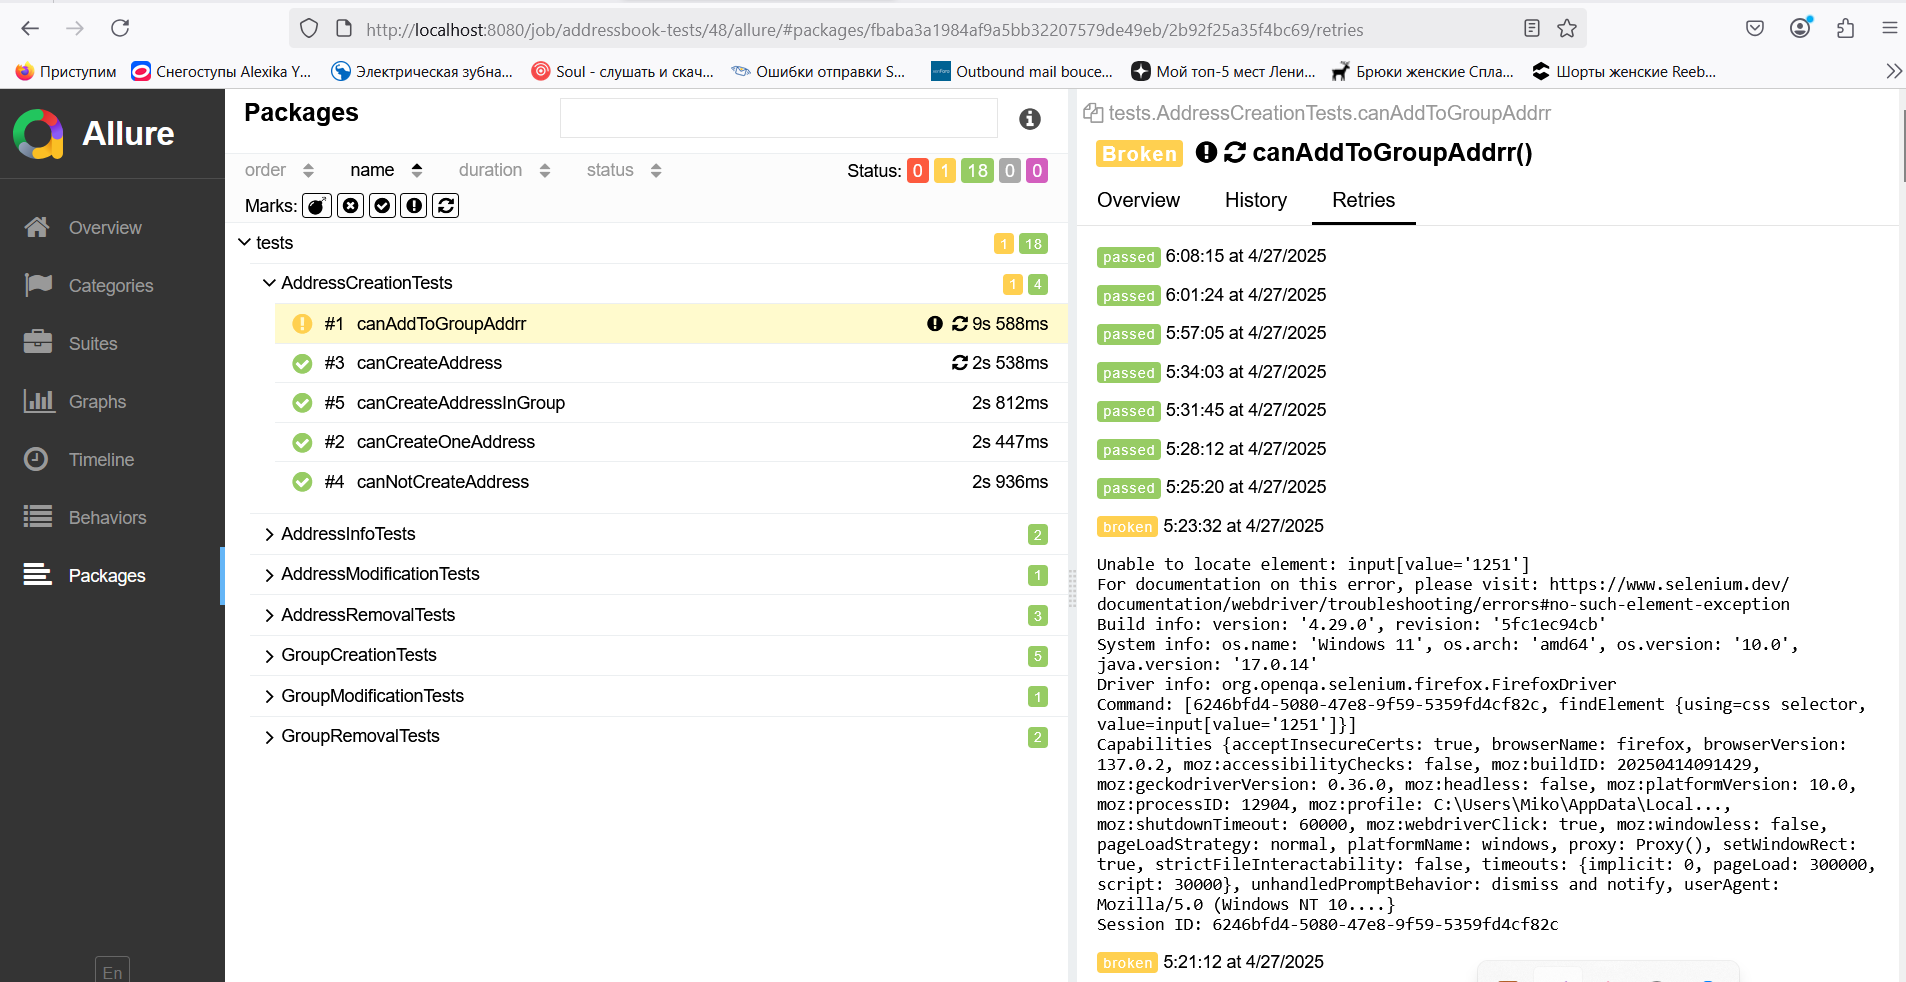 http://localhost:8080/job/addressbook-tests/48/allure/#packages/fbaba3a1984af9a5bb32207579de49eb/2b92f25a35f4bc69/retries
Приступим
Снегоступы Alexika Y...
Электрическая зубна...
Soul - слушать и скач...
Ошибки отправки S...
Outbound mail bouce...
Мой топ-5 мест Лени...
Брюки женские Спла...
Шорты женские Reeb...
Allure
Overview
Categories
Suites
Graphs
Timeline
Behaviors
Packages
En
Packages
order name duration status
Status: 0 1 18 0 0
Marks:
tests 1 18
AddressCreationTests 1 4
#1 canAddToGroupAddrr 9s 588ms
#3 canCreateAddress 2s 538ms
#5 canCreateAddressInGroup 2s 812ms
#2 canCreateOneAddress 2s 447ms
#4 canNotCreateAddress 2s 936ms
AddressInfoTests 2
AddressModificationTests 1
AddressRemovalTests 3
GroupCreationTests 5
GroupModificationTests 1
GroupRemovalTests 2
tests.AddressCreationTests.canAddToGroupAddrr
Broken canAddToGroupAddrr()
Overview History Retries
passed 6:08:15 at 4/27/2025
passed 6:01:24 at 4/27/2025
passed 5:57:05 at 4/27/2025
passed 5:34:03 at 4/27/2025
passed 5:31:45 at 4/27/2025
passed 5:28:12 at 4/27/2025
passed 5:25:20 at 4/27/2025
broken 5:23:32 at 4/27/2025
Unable to locate element: input[value='1251']
For documentation on this error, please visit: https://www.selenium.dev/
documentation/webdriver/troubleshooting/errors#no-such-element-exception
Build info: version: '4.29.0', revision: '5fc1ec94cb'
System info: os.name: 'Windows 11', os.arch: 'amd64', os.version: '10.0',
java.version: '17.0.14'
Driver info: org.openqa.selenium.firefox.FirefoxDriver
Command: [6246bfd4-5080-47e8-9f59-5359fd4cf82c, findElement {using=css selector,
value=input[value='1251']}]
Capabilities {acceptInsecureCerts: true, browserName: firefox, browserVersion:
137.0.2, moz:accessibilityChecks: false, moz:buildID: 20250414091429,
moz:geckodriverVersion: 0.36.0, moz:headless: false, moz:platformVersion: 10.0,
moz:processID: 12904, moz:profile: C:\Users\Miko\AppData\Local...,
moz:shutdownTimeout: 60000, moz:webdriverClick: true, moz:windowless: false,
pageLoadStrategy: normal, platformName: windows, proxy: Proxy(), setWindowRect:
true, strictFileInteractability: false, timeouts: {implicit: 0, pageLoad: 300000,
script: 30000}, unhandledPromptBehavior: dismiss and notify, userAgent:
Mozilla/5.0 (Windows NT 10....}
Session ID: 6246bfd4-5080-47e8-9f59-5359fd4cf82c
broken 5:21:12 at 4/27/2025